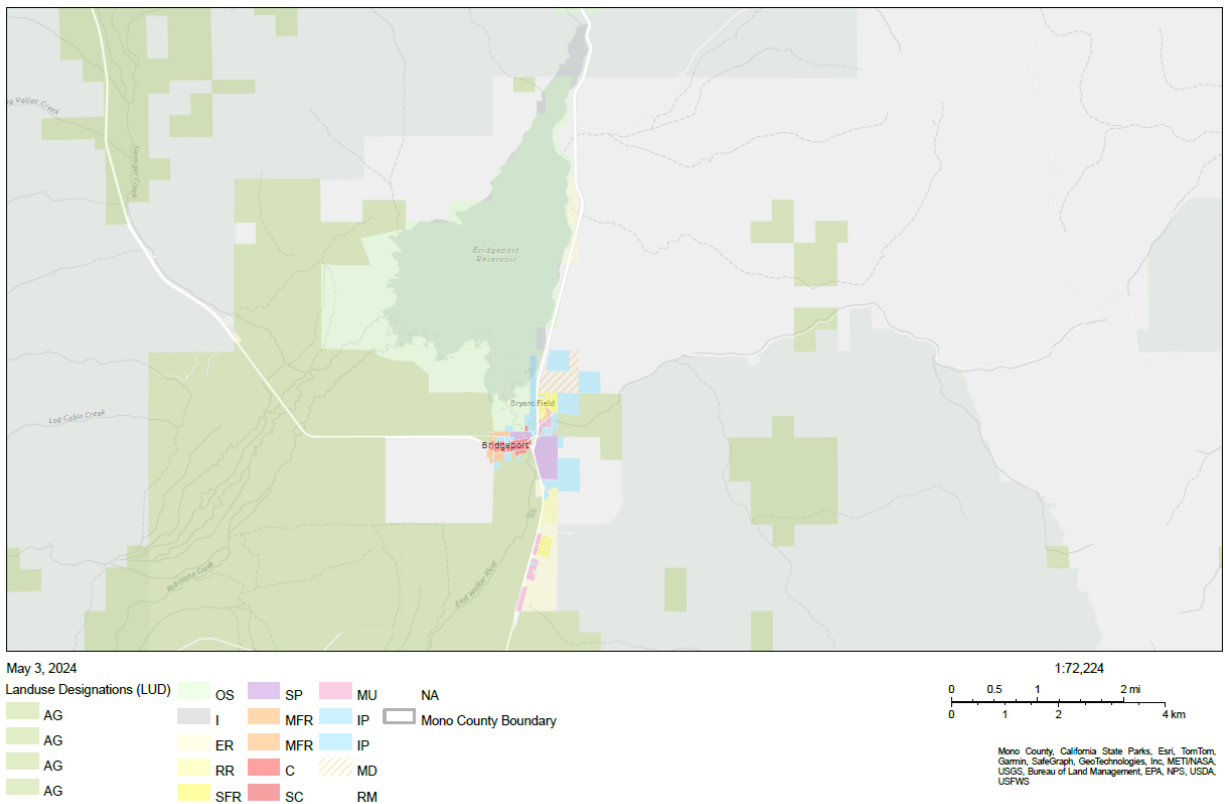 ng Valley Creek
Swauger Creek
Bridgeport
Reservoir
Log Cabin Creek
Bryant Field
Bridgeport
Robinson Creek
East Walker River
May 3, 2024
Landuse Designations (LUD)
AG
AG
AG
AG
OS
I
ER
RR
SFR
SP
MFR
MFR
C
SC
MU
IP
IP
MD
RM
NA
Mono County Boundary
1:72,224
0 0.5 1 2 mi
0 1 2 4 km
Mono County, California State Parks, Esri, TomTom,
Garmin, SafeGraph, GeoTechnologies, Inc, METI/NASA,
USGS, Bureau of Land Management, EPA, NPS, USDA,
USFWS